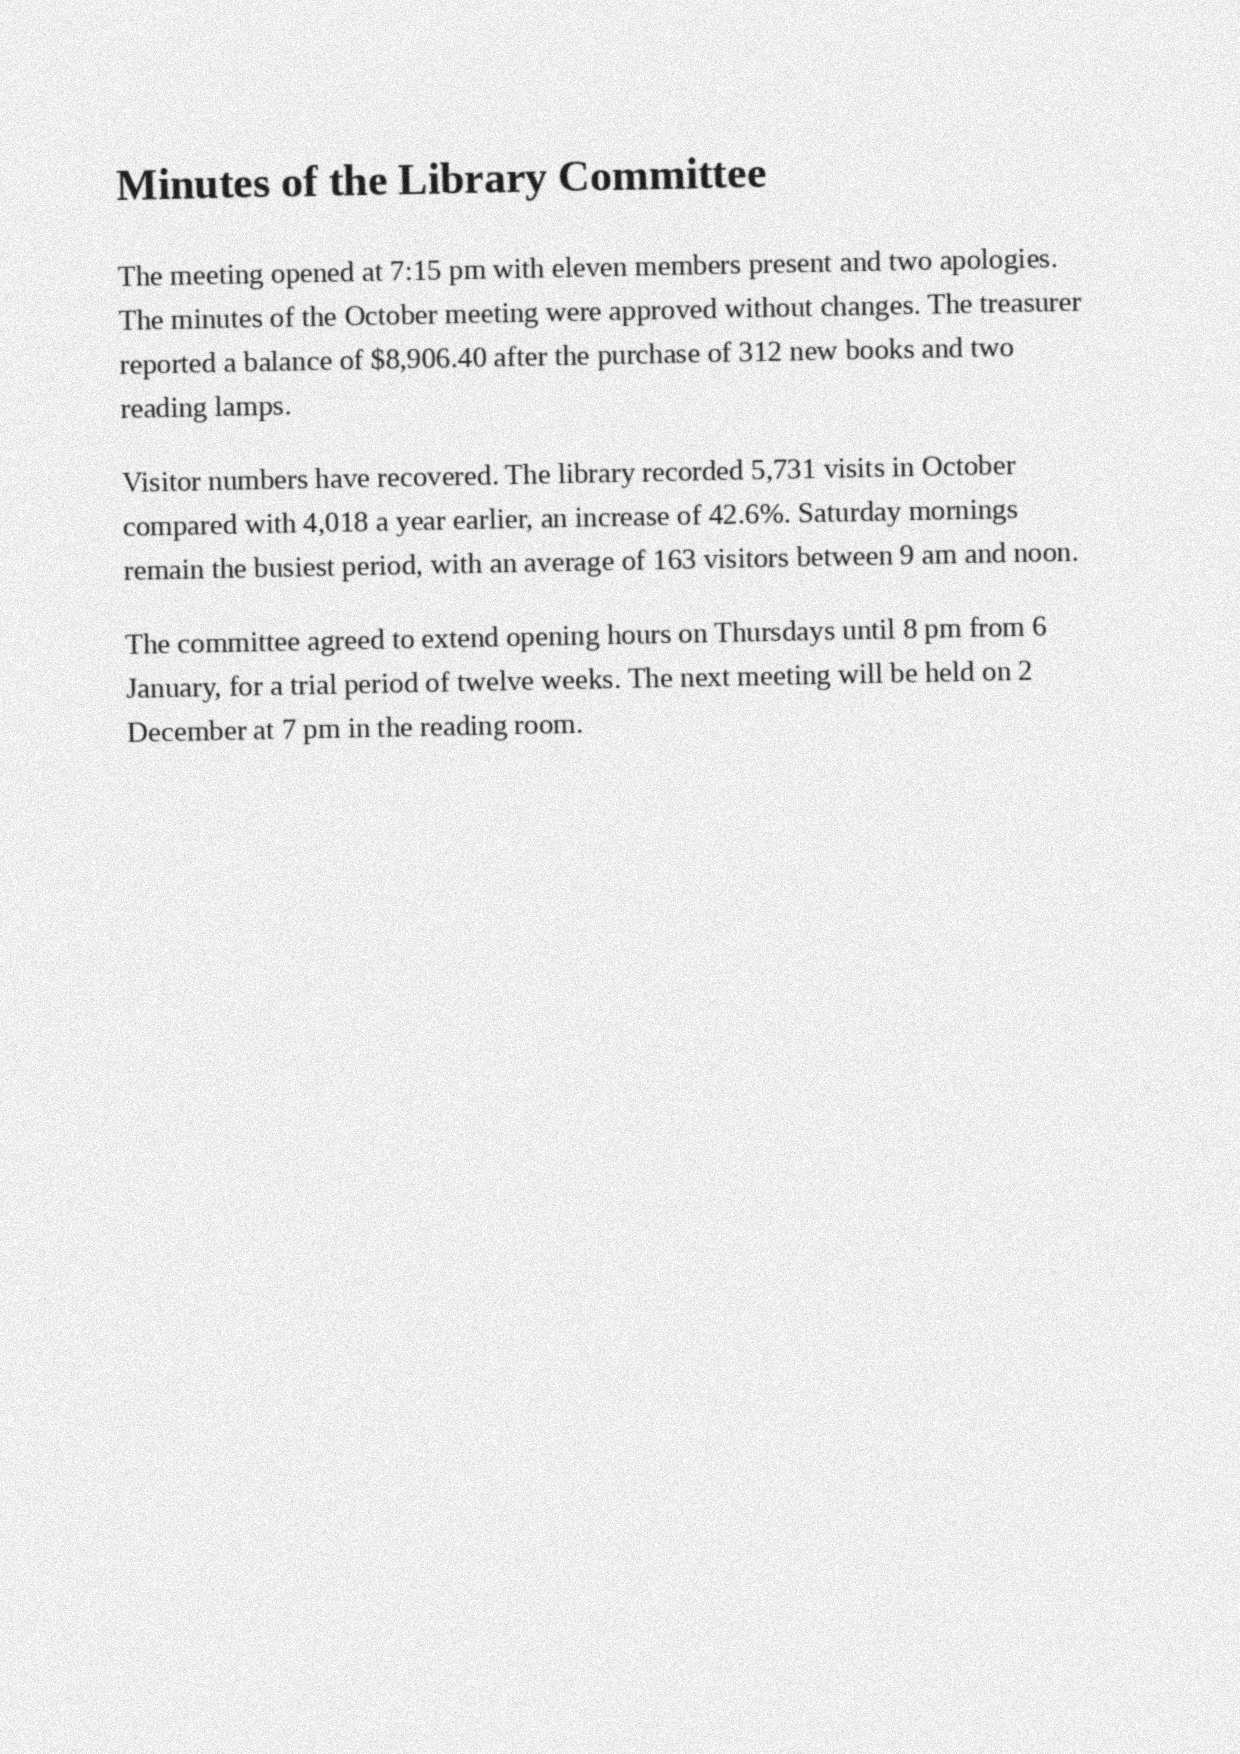 Minutes of the Library Committee
The meeting opened at 7:15 pm with eleven members present and two apologies.
The minutes of the October meeting were approved without changes. The treasurer
reported a balance of $8,906.40 after the purchase of 312 new books and two
reading lamps.
Visitor numbers have recovered. The library recorded 5,731 visits in October
compared with 4,018 a year earlier, an increase of 42.6%. Saturday mornings
remain the busiest period, with an average of 163 visitors between 9 am and noon.
The committee agreed to extend opening hours on Thursdays until 8 pm from 6
January, for a trial period of twelve weeks. The next meeting will be held on 2
December at 7 pm in the reading room.